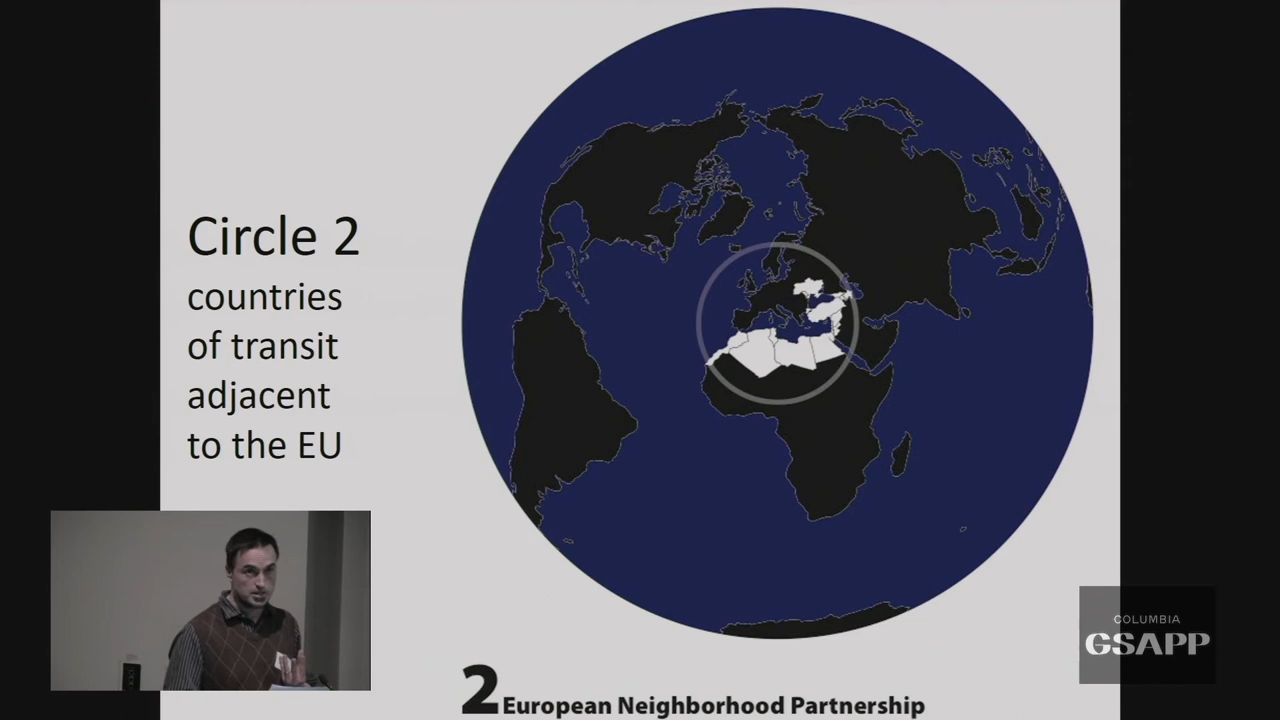 Circle 2
countries
of transit
adjacent
to the EU
2 European Neighborhood Partnership
COLUMBIA
GSAPP